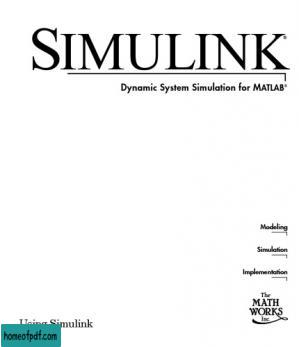 SIMULINK®
Dynamic System Simulation for MATLAB®
Modeling
Simulation
Implementation
The
MATH
WORKS
Inc.
Using Simulink
homeofpdf.com